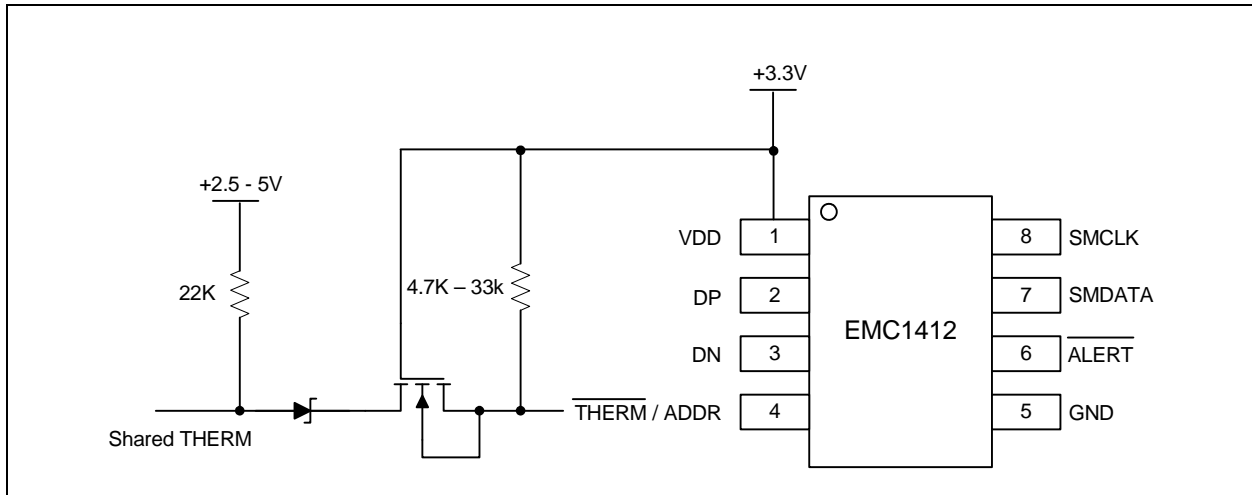 +3.3V
+2.5 - 5V
22K
4.7K – 33k
Shared THERM
THERM / ADDR
VDD 1
DP 2
DN 3
4
EMC1412
8 SMCLK
7 SMDATA
6 ALERT
5 GND